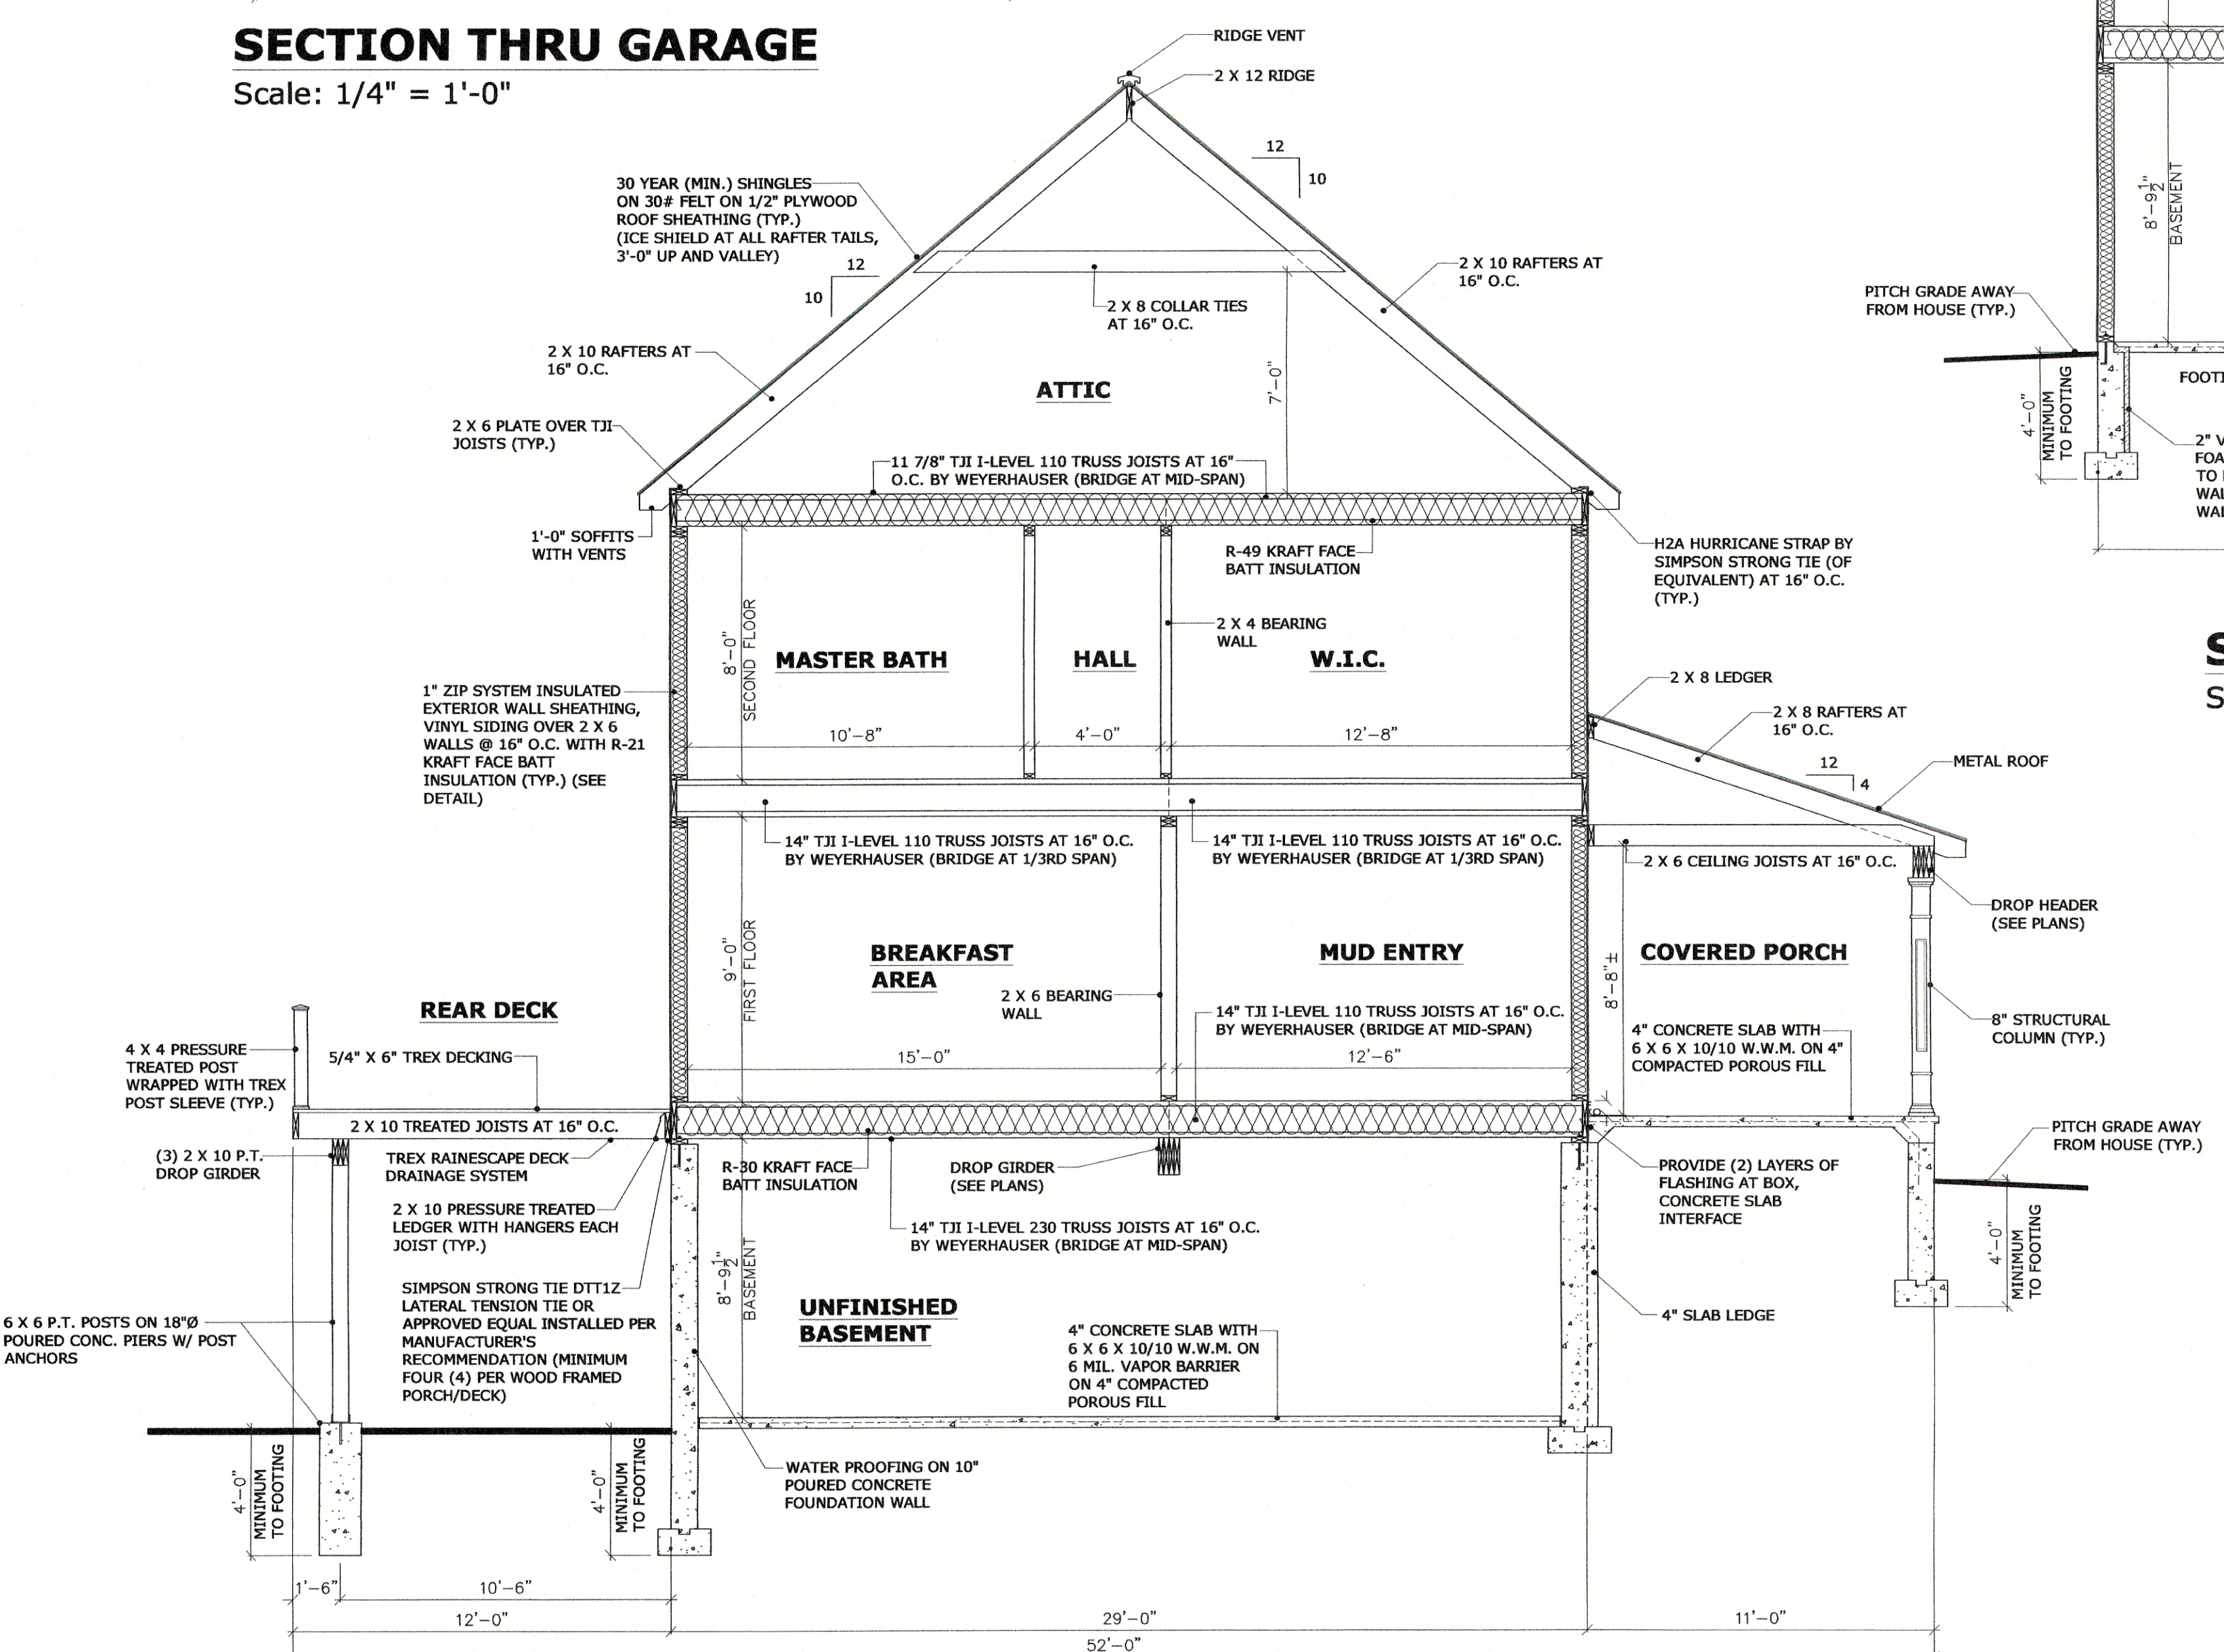 SECTION THRU GARAGE
Scale: 1/4" = 1'-0"
RIDGE VENT
2 X 12 RIDGE
12
10
30 YEAR (MIN.) SHINGLES
ON 30# FELT ON 1/2" PLYWOOD
ROOF SHEATHING (TYP.)
(ICE SHIELD AT ALL RAFTER TAILS,
3'-0" UP AND VALLEY)
12
10
2 X 10 RAFTERS AT
16" O.C.
2 X 8 COLLAR TIES
AT 16" O.C.
2 X 10 RAFTERS AT
16" O.C.
ATTIC
7'-0"
2 X 6 PLATE OVER TJI
JOISTS (TYP.)
11 7/8" TJI I-LEVEL 110 TRUSS JOISTS AT 16"
O.C. BY WEYERHAUSER (BRIDGE AT MID-SPAN)
1'-0" SOFFITS
WITH VENTS
R-49 KRAFT FACE
BATT INSULATION
H2A HURRICANE STRAP BY
SIMPSON STRONG TIE (OF
EQUIVALENT) AT 16" O.C.
(TYP.)
8'-0"
SECOND FLOOR
2 X 4 BEARING
WALL
MASTER BATH
HALL
W.I.C.
2 X 8 LEDGER
1" ZIP SYSTEM INSULATED
EXTERIOR WALL SHEATHING,
VINYL SIDING OVER 2 X 6
WALLS @ 16" O.C. WITH R-21
KRAFT FACE BATT
INSULATION (TYP.) (SEE
DETAIL)
10'-8"
4'-0"
12'-8"
2 X 8 RAFTERS AT
16" O.C.
12
4
METAL ROOF
14" TJI I-LEVEL 110 TRUSS JOISTS AT 16" O.C.
BY WEYERHAUSER (BRIDGE AT 1/3RD SPAN)
14" TJI I-LEVEL 110 TRUSS JOISTS AT 16" O.C.
BY WEYERHAUSER (BRIDGE AT 1/3RD SPAN)
2 X 6 CEILING JOISTS AT 16" O.C.
DROP HEADER
(SEE PLANS)
9'-0"
FIRST FLOOR
BREAKFAST
AREA
MUD ENTRY
COVERED PORCH
8'-8"±
2 X 6 BEARING
WALL
14" TJI I-LEVEL 110 TRUSS JOISTS AT 16" O.C.
BY WEYERHAUSER (BRIDGE AT MID-SPAN)
4" CONCRETE SLAB WITH
6 X 6 X 10/10 W.W.M. ON 4"
COMPACTED POROUS FILL
8" STRUCTURAL
COLUMN (TYP.)
REAR DECK
4 X 4 PRESSURE
TREATED POST
WRAPPED WITH TREX
POST SLEEVE (TYP.)
5/4" X 6" TREX DECKING
15'-0"
12'-6"
2 X 10 TREATED JOISTS AT 16" O.C.
(3) 2 X 10 P.T.
DROP GIRDER
TREX RAINESCAPE DECK
DRAINAGE SYSTEM
R-30 KRAFT FACE
BATT INSULATION
DROP GIRDER
(SEE PLANS)
PROVIDE (2) LAYERS OF
FLASHING AT BOX,
CONCRETE SLAB
INTERFACE
PITCH GRADE AWAY
FROM HOUSE (TYP.)
2 X 10 PRESSURE TREATED
LEDGER WITH HANGERS EACH
JOIST (TYP.)
14" TJI I-LEVEL 230 TRUSS JOISTS AT 16" O.C.
BY WEYERHAUSER (BRIDGE AT MID-SPAN)
4'-0"
MINIMUM
TO FOOTING
SIMPSON STRONG TIE DTT1Z
LATERAL TENSION TIE OR
APPROVED EQUAL INSTALLED PER
MANUFACTURER'S
RECOMMENDATION (MINIMUM
FOUR (4) PER WOOD FRAMED
PORCH/DECK)
8'-9 1/2"
BASEMENT
UNFINISHED
BASEMENT
4" SLAB LEDGE
6 X 6 P.T. POSTS ON 18"Ø
POURED CONC. PIERS W/ POST
ANCHORS
4" CONCRETE SLAB WITH
6 X 6 X 10/10 W.W.M. ON
6 MIL. VAPOR BARRIER
ON 4" COMPACTED
POROUS FILL
4'-0"
MINIMUM
TO FOOTING
4'-0"
MINIMUM
TO FOOTING
WATER PROOFING ON 10"
POURED CONCRETE
FOUNDATION WALL
1'-6"
10'-6"
12'-0"
29'-0"
11'-0"
52'-0"
8'-9 1/2"
BASEMENT
PITCH GRADE AWAY
FROM HOUSE (TYP.)
4'-0"
MINIMUM
TO FOOTING
2"
TO